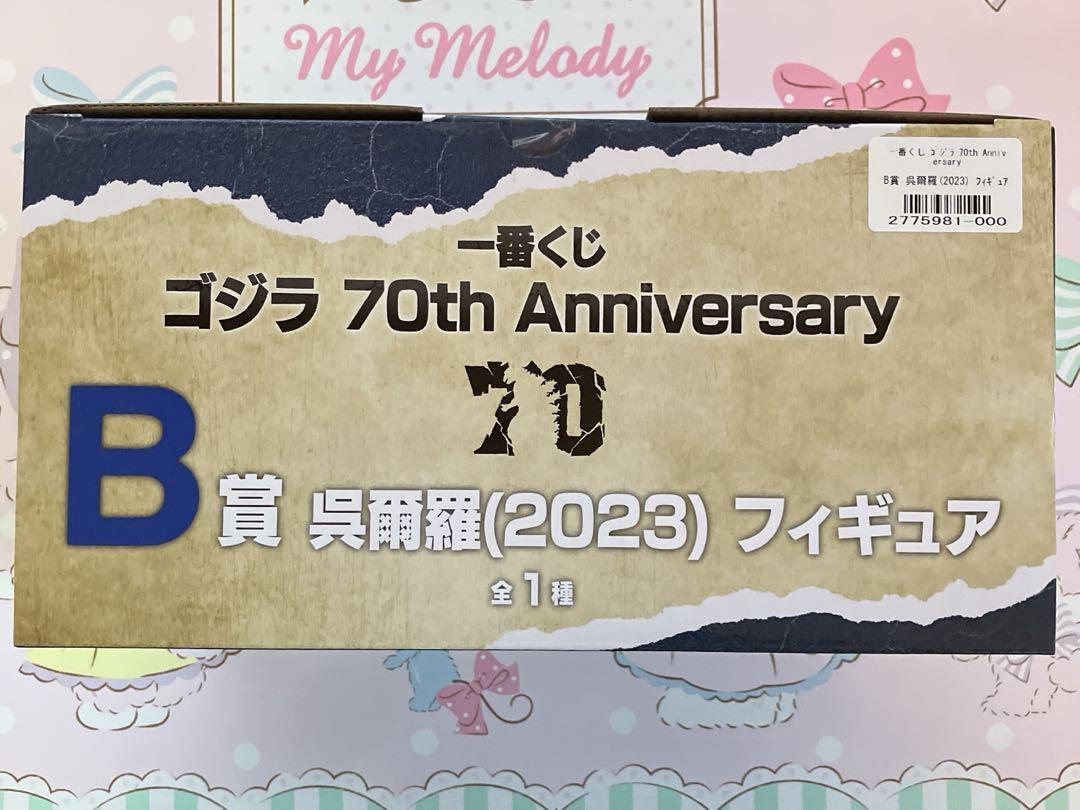 My Melody
一番くじ ゴジラ 70th Anniv
ersary
B賞 呉爾羅(2023) フィギュア
2775981-000
一番くじ
ゴジラ 70th Anniversary
70
B賞 呉爾羅(2023) フィギュア
全1種